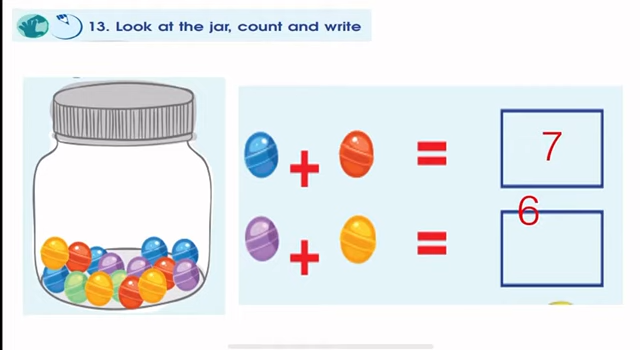 13. Look at the jar, count and write
+ = 7
+ = 6